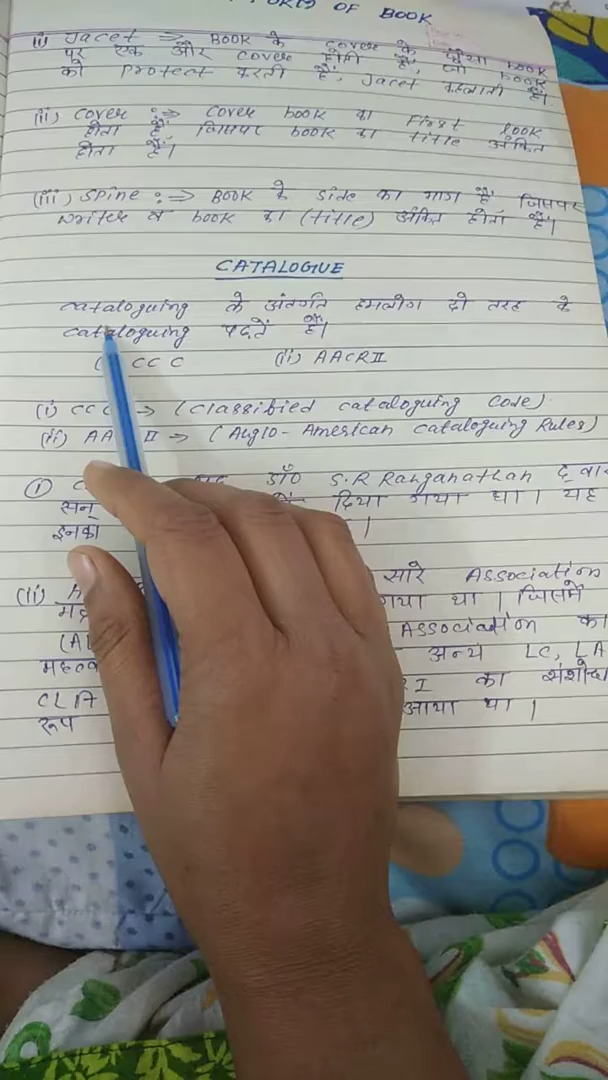 OF BOOK
(i) Jacet ⇒ BOOK के cover के book
पर एक और cover होती है, जो book
को Protect करती है, Jacet कहलाती है।
(ii) Cover :⇒ Cover book का First look
होता है, जिसपर book का title अंकित
होता है।
(iii) Spine :⇒ BOOK के side का भाग है जिसपर
writer व book का (title) अंकित होता है।
CATALOGUE
cataloguing के अंतर्गत हमलोग दो तरह के
cataloguing पढ़तें हैं।
CCC (ii) AACR II
(i) CCC → (Classified cataloguing Code)
(ii) AA II → (Anglo-American Cataloguing Rules)
(i) डॉ० S.R Ranganathan द्वारा
सन् दिया गया था। यह
इनका ।
(ii) सारे Association
गया था। जिसमें
Association का
अन्य LC, LA
CLA I का
रूप आया था।